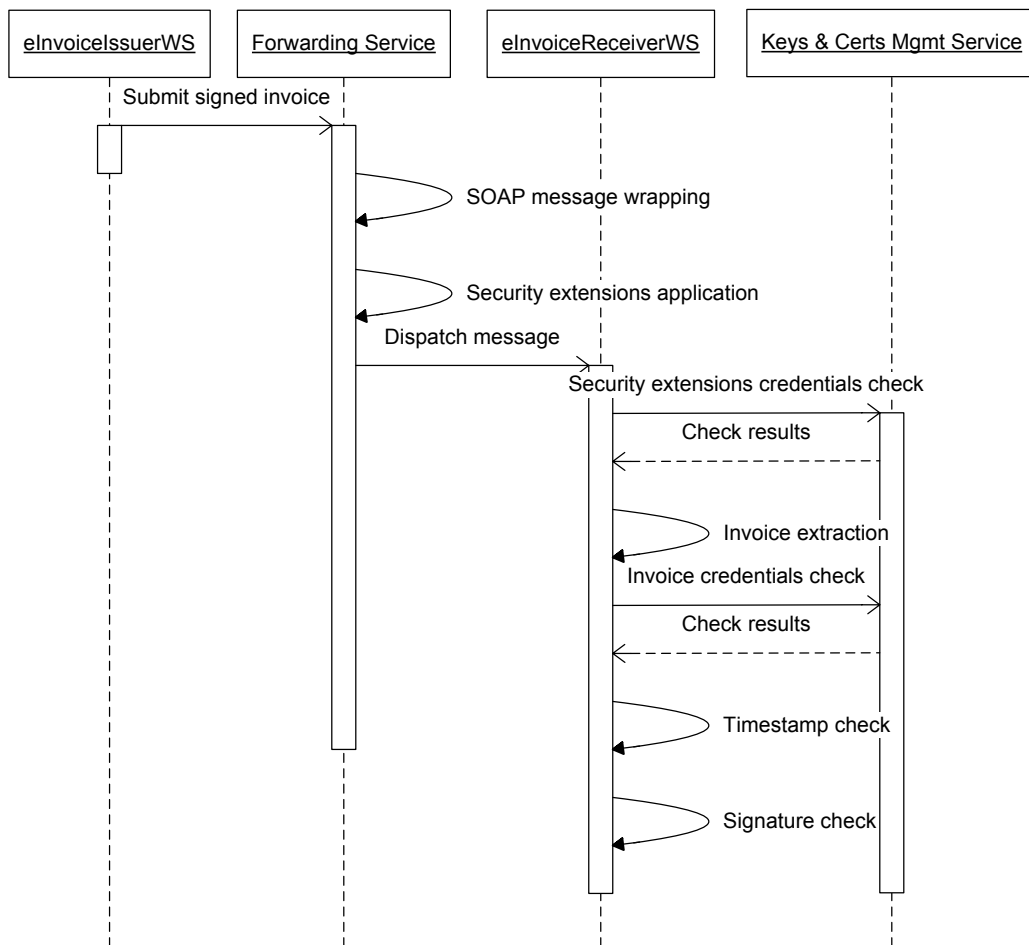 eInvoiceIssuerWS
Forwarding Service
eInvoiceReceiverWS
Keys & Certs Mgmt Service
Submit signed invoice
SOAP message wrapping
Security extensions application
Dispatch message
Security extensions credentials check
Check results
Invoice extraction
Invoice credentials check
Check results
Timestamp check
Signature check